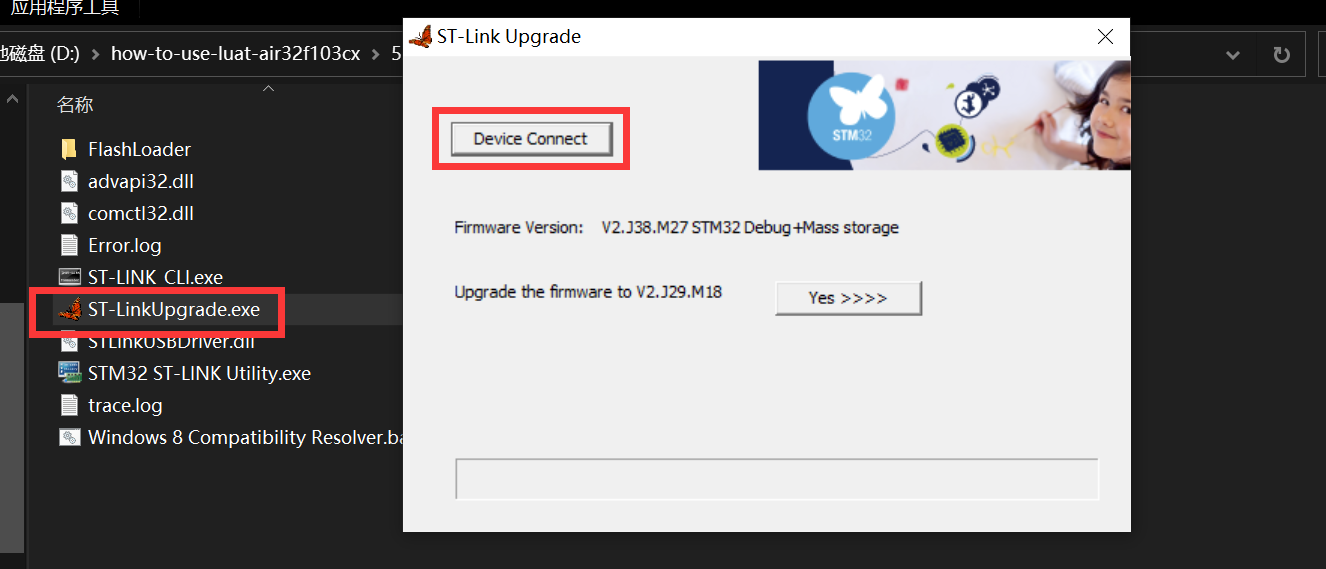 应用程序工具
地磁盘 (D:) > how-to-use-luat-air32f103cx > 5
名称
FlashLoader
advapi32.dll
comctl32.dll
Error.log
ST-LINK_CLI.exe
ST-LinkUpgrade.exe
STLinkUSBDriver.dll
STM32 ST-LINK Utility.exe
trace.log
Windows 8 Compatibility Resolver.ba
ST-Link Upgrade
STM32
Device Connect
Firmware Version: V2.J38.M27 STM32 Debug+Mass storage
Upgrade the firmware to V2.J29.M18
Yes >>>>